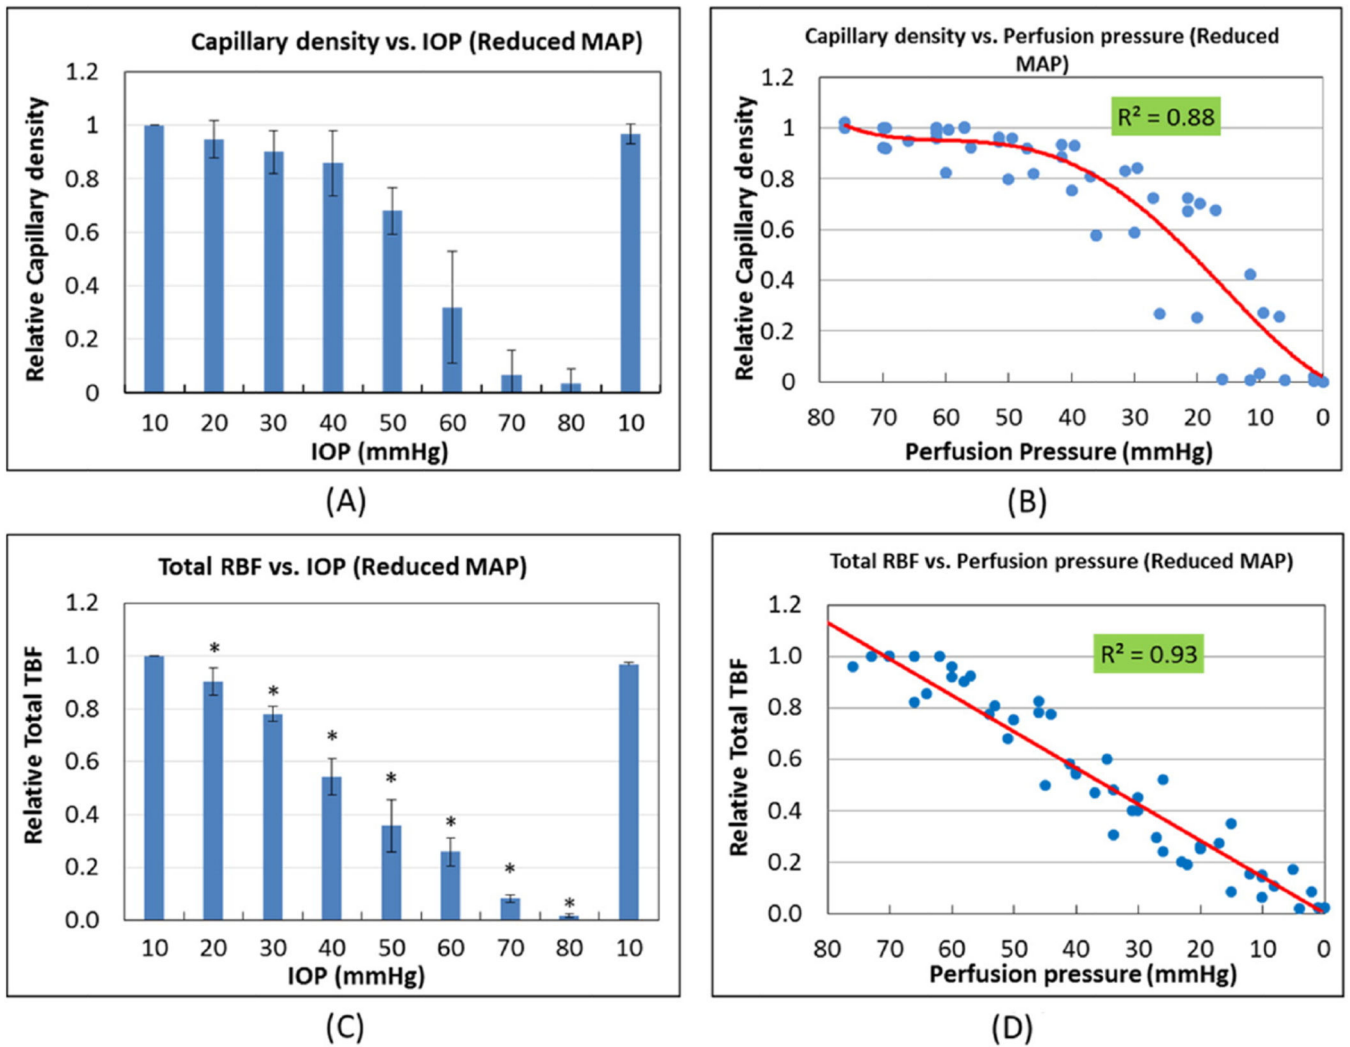 Capillary density vs. IOP (Reduced MAP)
Relative Capillary density
1.2
1
0.8
0.6
0.4
0.2
0
10 20 30 40 50 60 70 80 10
IOP (mmHg)
(A)
Capillary density vs. Perfusion pressure (Reduced
MAP)
Relative Capillary density
1.2
1
0.8
0.6
0.4
0.2
0
R² = 0.88
80 70 60 50 40 30 20 10 0
Perfusion Pressure (mmHg)
(B)
Total RBF vs. IOP (Reduced MAP)
Relative Total TBF
1.2
1.0
0.8
0.6
0.4
0.2
0.0
* * * * * * *
10 20 30 40 50 60 70 80 10
IOP (mmHg)
(C)
Total RBF vs. Perfusion pressure (Reduced MAP)
Relative Total TBF
1.2
1.0
0.8
0.6
0.4
0.2
0.0
R² = 0.93
80 70 60 50 40 30 20 10 0
Perfusion pressure (mmHg)
(D)